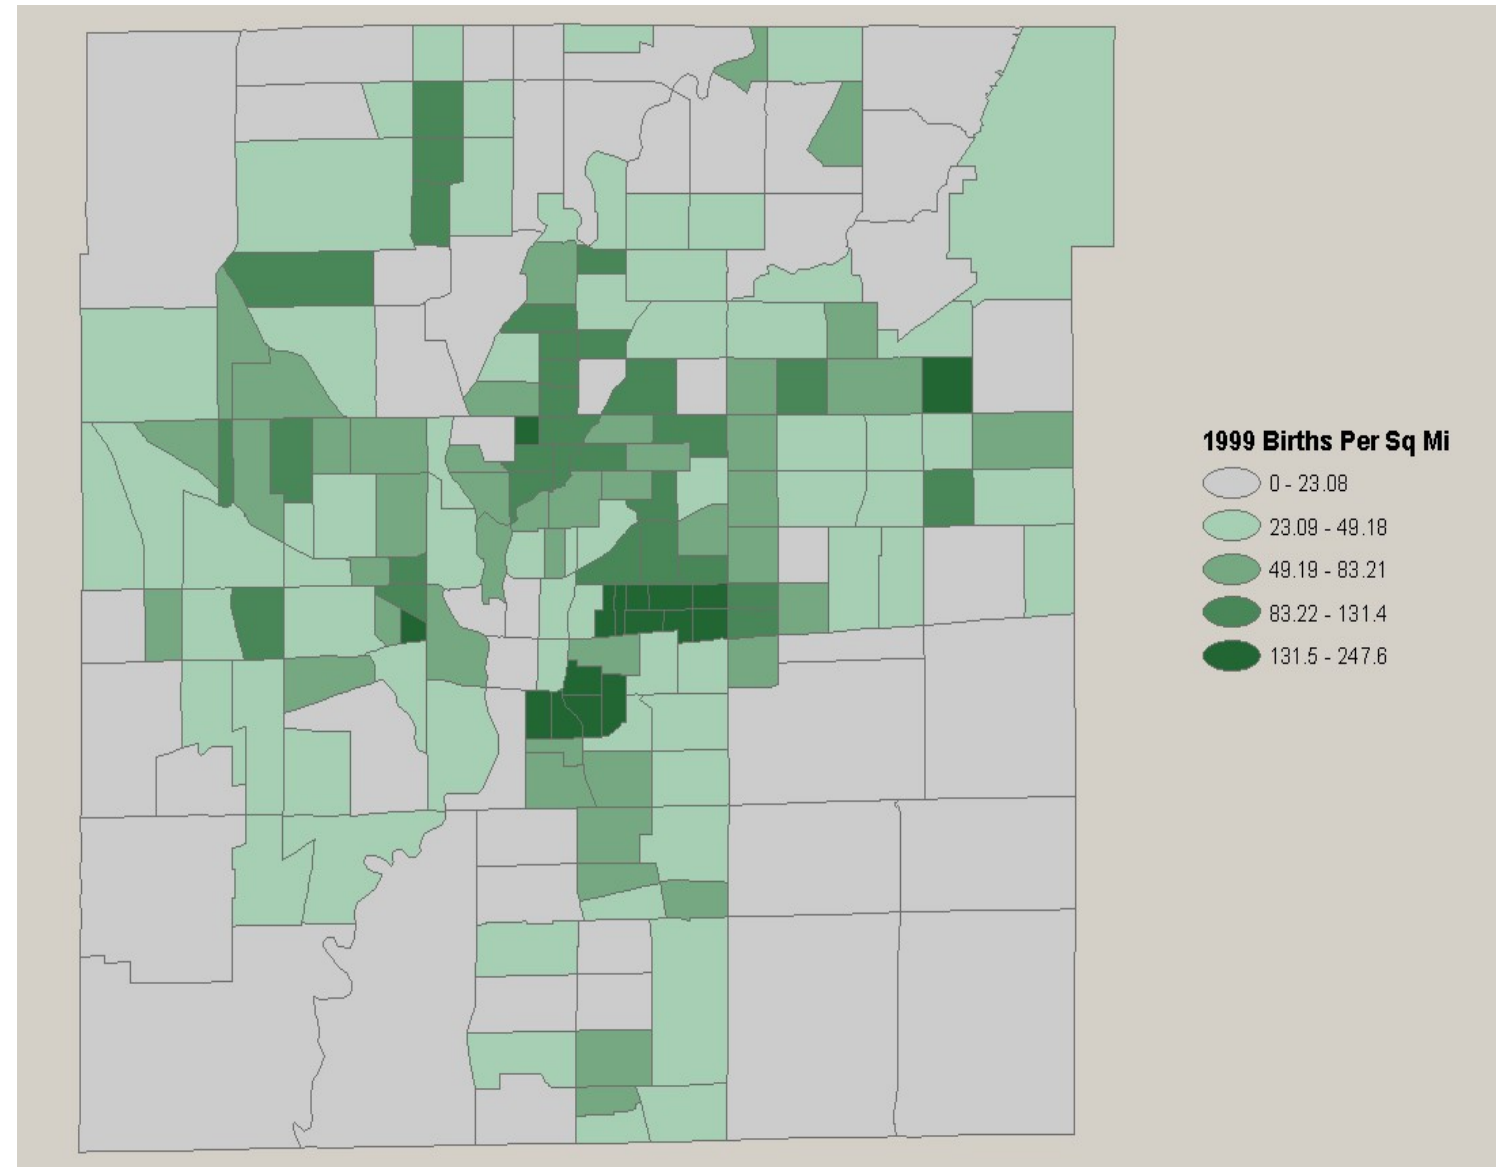 1999 Births Per Sq Mi
0 - 23.08
23.09 - 49.18
49.19 - 83.21
83.22 - 131.4
131.5 - 247.6